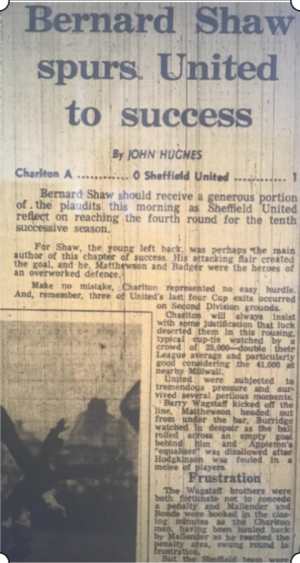 Bernard Shaw
spurs United
to success
By JOHN HUGHES
Charlton A ............ 0 Sheffield United ............ 1
Bernard Shaw should receive a generous portion
of the plaudits this morning as Sheffield United
reflect on reaching the fourth round for the tenth
successive season.
For Shaw, the young left back, was perhaps the main
author of this chapter of success. His attacking flair created
the goal, and he, Matthewson and Badger were the heroes of
an overworked defence.
Make no mistake, Charlton represented no easy hurdle.
And, remember, three of United's last four Cup exits occurred
on Second Division grounds.
Charlton will always insist
with some justification that luck
deserted them in this rousing,
typical cup-tie watched by a
crowd of 25,000—double their
League average and particularly
good considering the 41,000 at
nearby Millwall.
United were subjected to
tremendous pressure and sur-
vived several perilous moments.
Barry Wagstaff kicked off the
line, Matthewson headed out
from under the bar, Burridge
watched in despair as the ball
rolled across an empty goal
behind him and Appleton's
"equaliser" was disallowed after
Hodgkinson was fouled in a
melee of players.
Frustration
The Wagstaff brothers were
both fortunate not to concede
a penalty and Mallender and
Bonds were booked in the clos-
ing minutes as the Charlton
man, having been hauled back
by Mallender as he reached the
penalty area, swung round in
frustration.
But the Sheffield team were